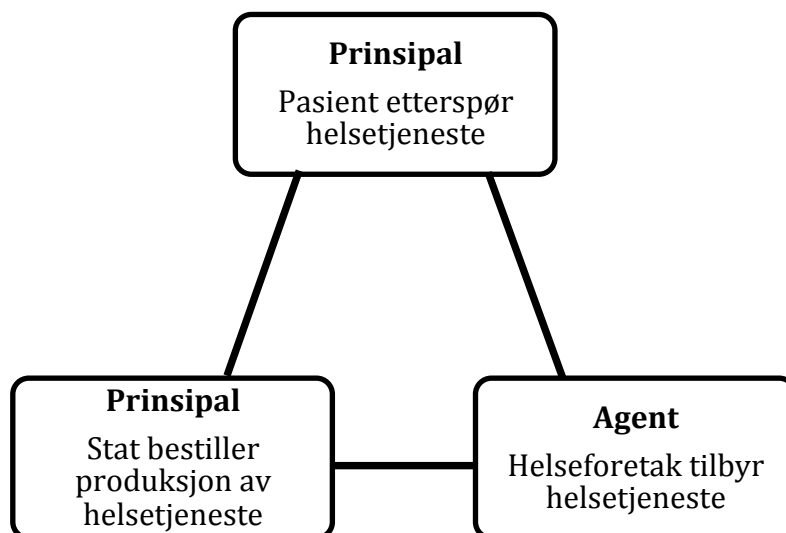 Prinsipal
Pasient etterspør
helsetjeneste
Prinsipal
Stat bestiller
produksjon av
helsetjeneste
Agent
Helseforetak tilbyr
helsetjeneste